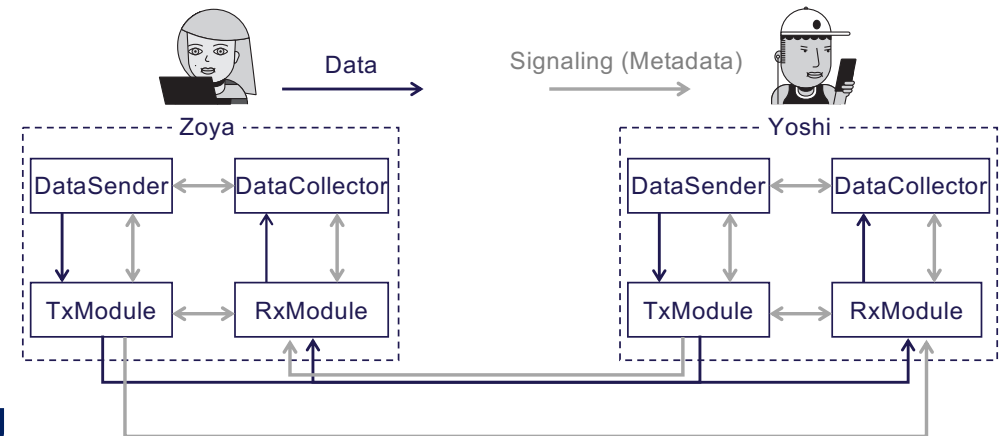 Data
Signaling (Metadata)
Zoya
Yoshi
DataSender
DataCollector
TxModule
RxModule
DataSender
DataCollector
TxModule
RxModule